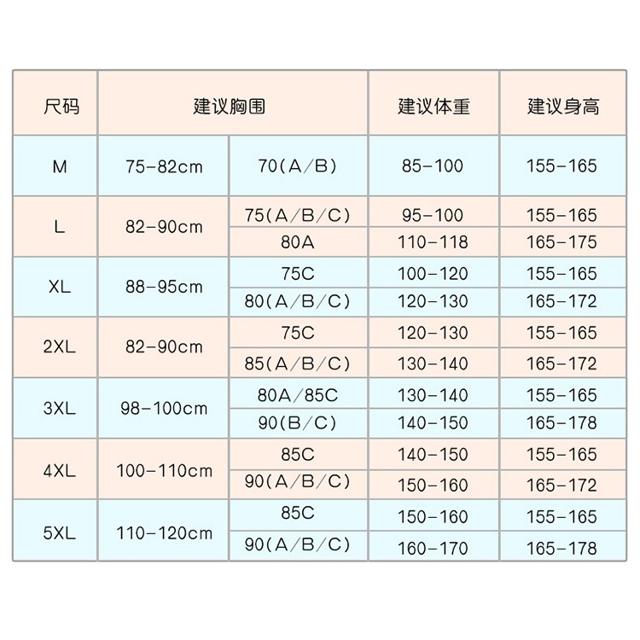 尺码 建议胸围 建议体重 建议身高
M 75-82cm 70(A/B) 85-100 155-165
L 82-90cm 75(A/B/C) 95-100 155-165
80A 110-118 165-175
XL 88-95cm 75C 100-120 155-165
80(A/B/C) 120-130 165-172
2XL 82-90cm 75C 120-130 155-165
85(A/B/C) 130-140 165-172
3XL 98-100cm 80A/85C 130-140 155-165
90(B/C) 140-150 165-178
4XL 100-110cm 85C 140-150 155-165
90(A/B/C) 150-160 165-172
5XL 110-120cm 85C 150-160 155-165
90(A/B/C) 160-170 165-178